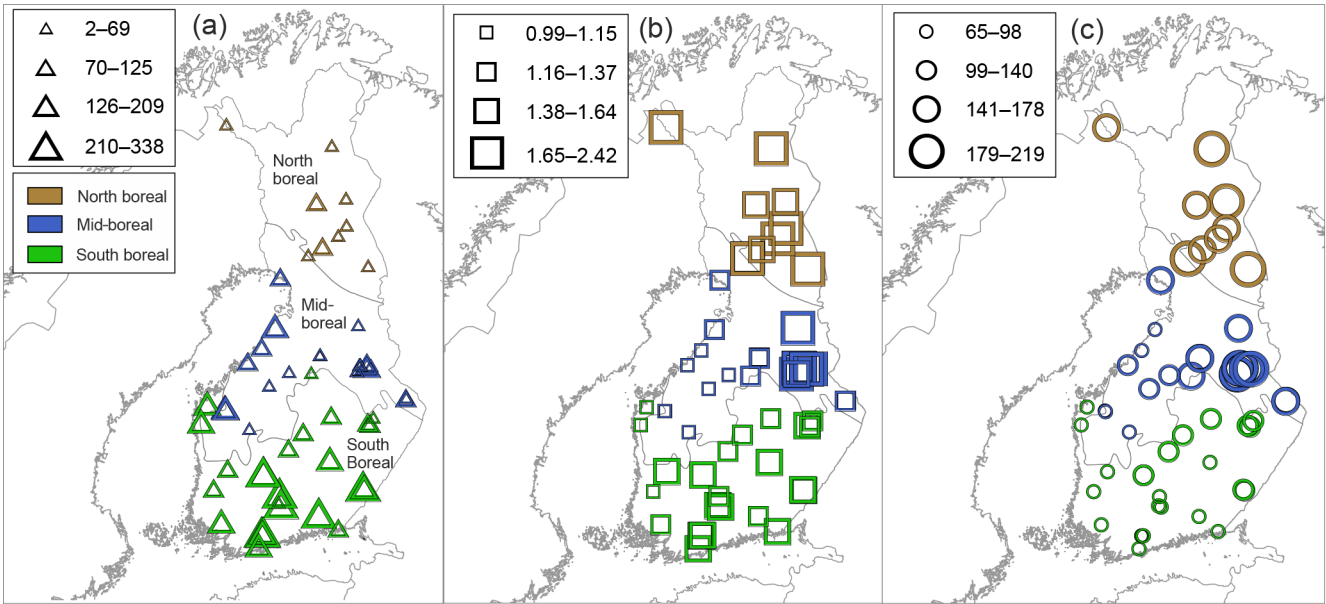 (a)
2–69
70–125
126–209
210–338
North boreal
Mid-boreal
South boreal
North
boreal
Mid-
boreal
South
Boreal
(b)
0.99–1.15
1.16–1.37
1.38–1.64
1.65–2.42
(c)
65–98
99–140
141–178
179–219